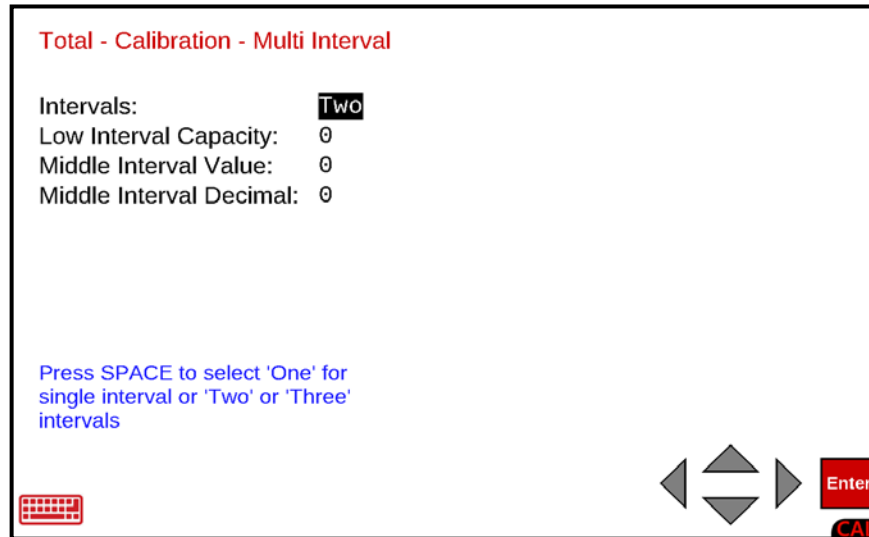 Total - Calibration - Multi Interval
Intervals: Two
Low Interval Capacity: 0
Middle Interval Value: 0
Middle Interval Decimal: 0
Press SPACE to select 'One' for
single interval or 'Two' or 'Three'
intervals
Enter